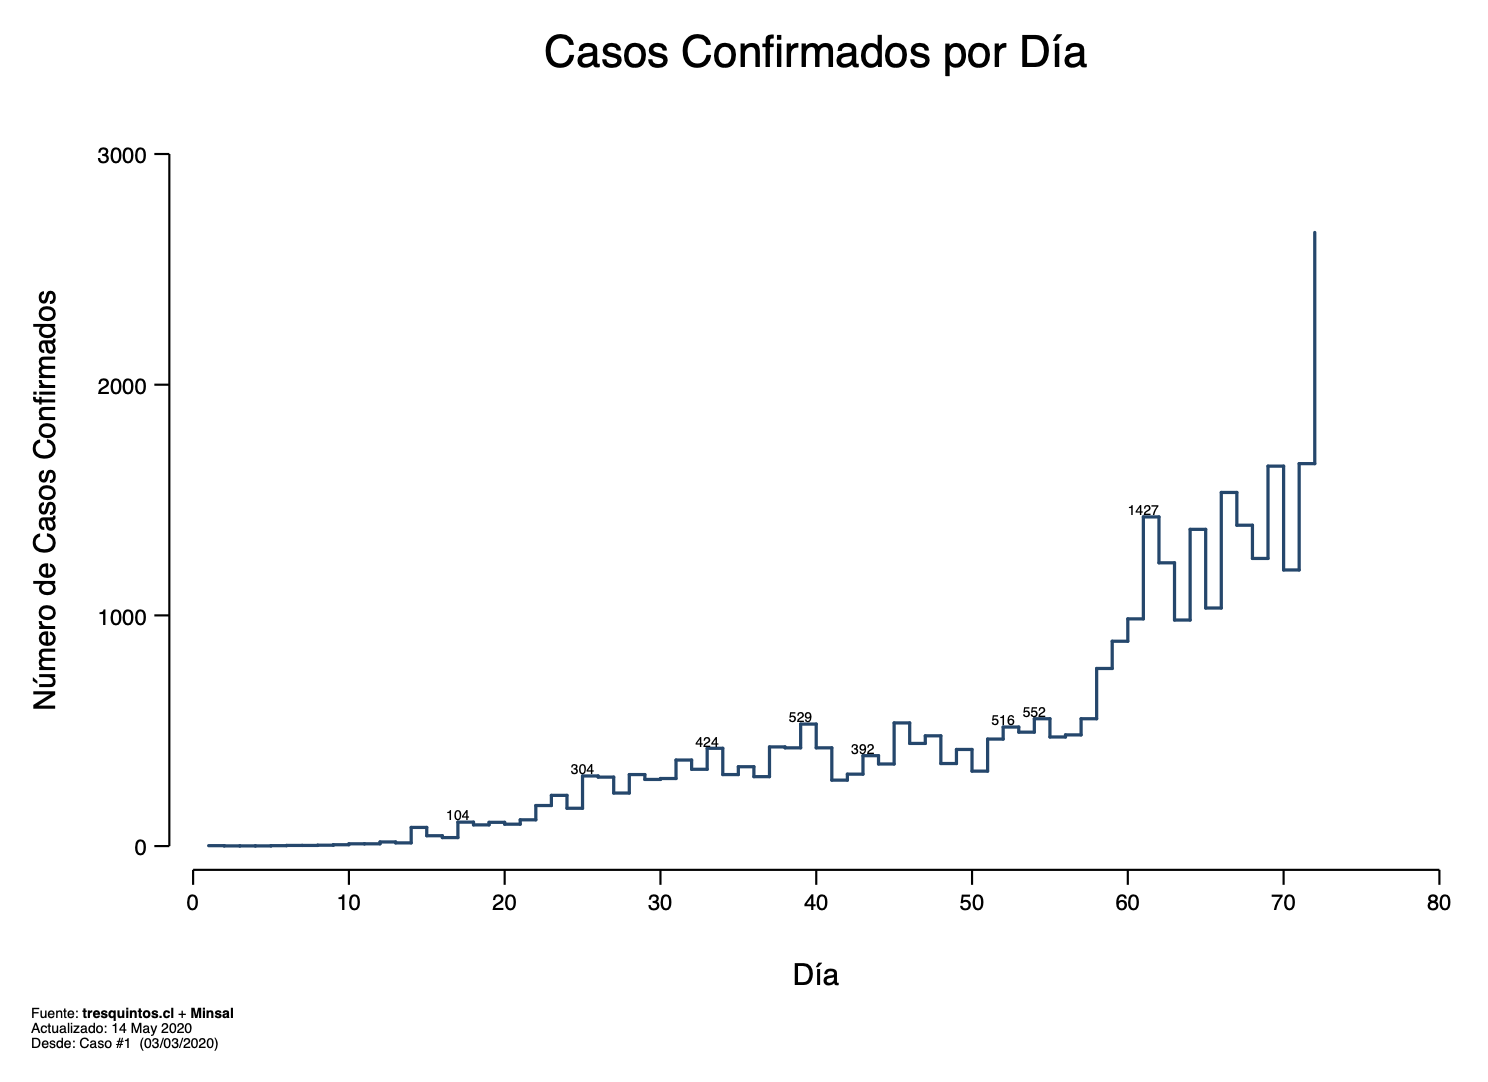 Casos Confirmados por Día
Número de Casos Confirmados
3000
2000
1000
0
104
304
424
529
392
516
552
1427
0 10 20 30 40 50 60 70 80
Día
Fuente: tresquintos.cl + Minsal
Actualizado: 14 May 2020
Desde: Caso #1 (03/03/2020)